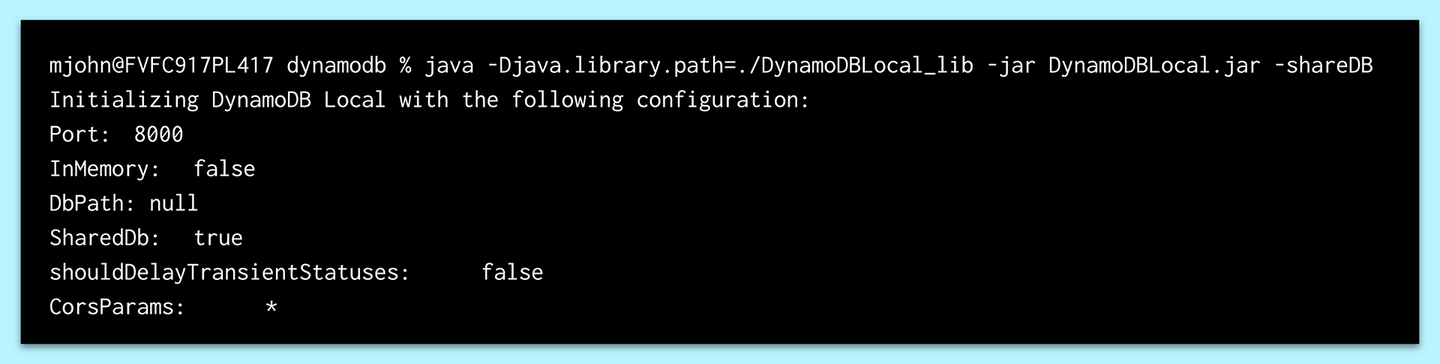 mjohn@FVFC917PL417 dynamodb % java -Djava.library.path=./DynamoDBLocal_lib -jar DynamoDBLocal.jar -shareDB
Initializing DynamoDB Local with the following configuration:
Port:  8000
InMemory:   false
DbPath: null
SharedDb:   true
shouldDelayTransientStatuses:      false
CorsParams:       *